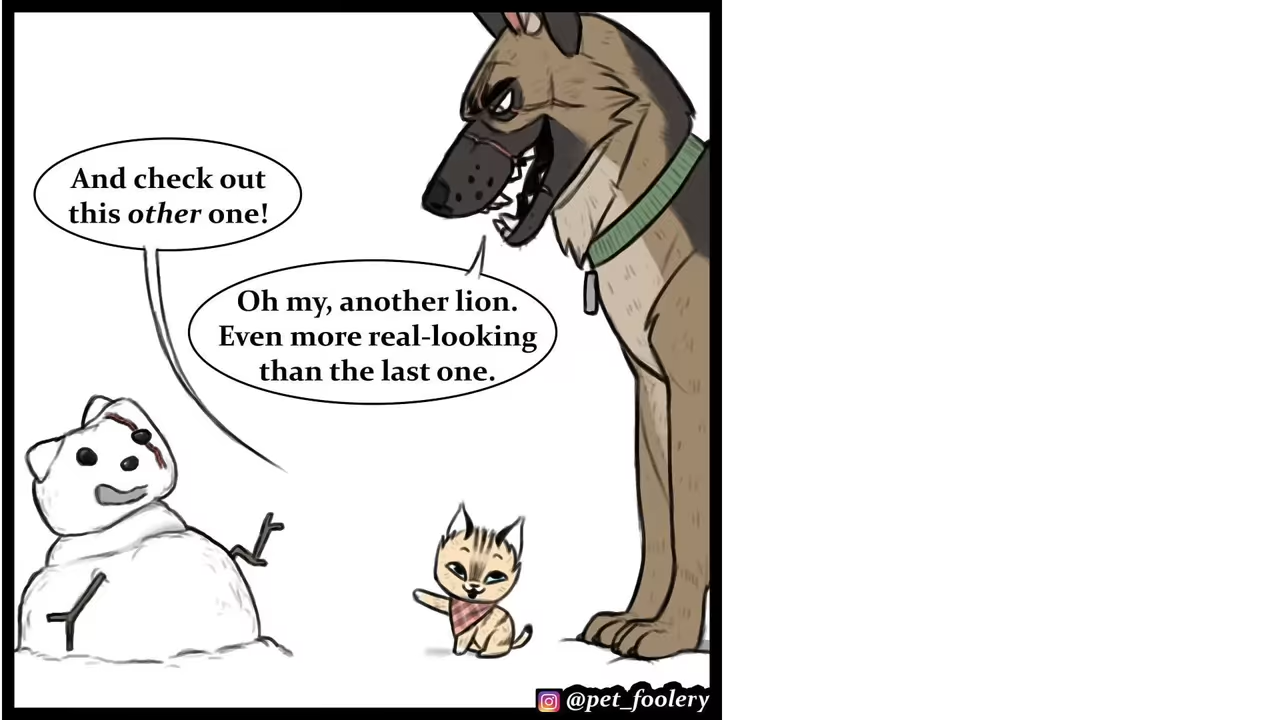 And check out
this other one!
Oh my, another lion.
Even more real-looking
than the last one.
@pet_foolery